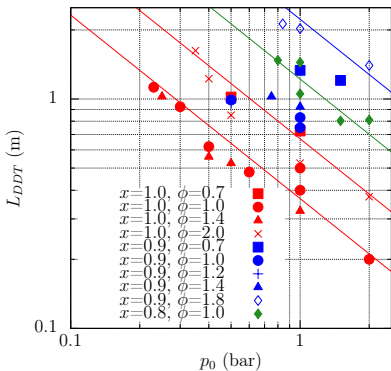 1
0.1
L_DDT (m)
x=1.0, ϕ=0.7
x=1.0, ϕ=1.0
x=1.0, ϕ=1.4
x=1.0, ϕ=2.0
x=0.9, ϕ=0.7
x=0.9, ϕ=1.0
x=0.9, ϕ=1.2
x=0.9, ϕ=1.4
x=0.9, ϕ=1.8
x=0.8, ϕ=1.0
0.1 1
p_0 (bar)